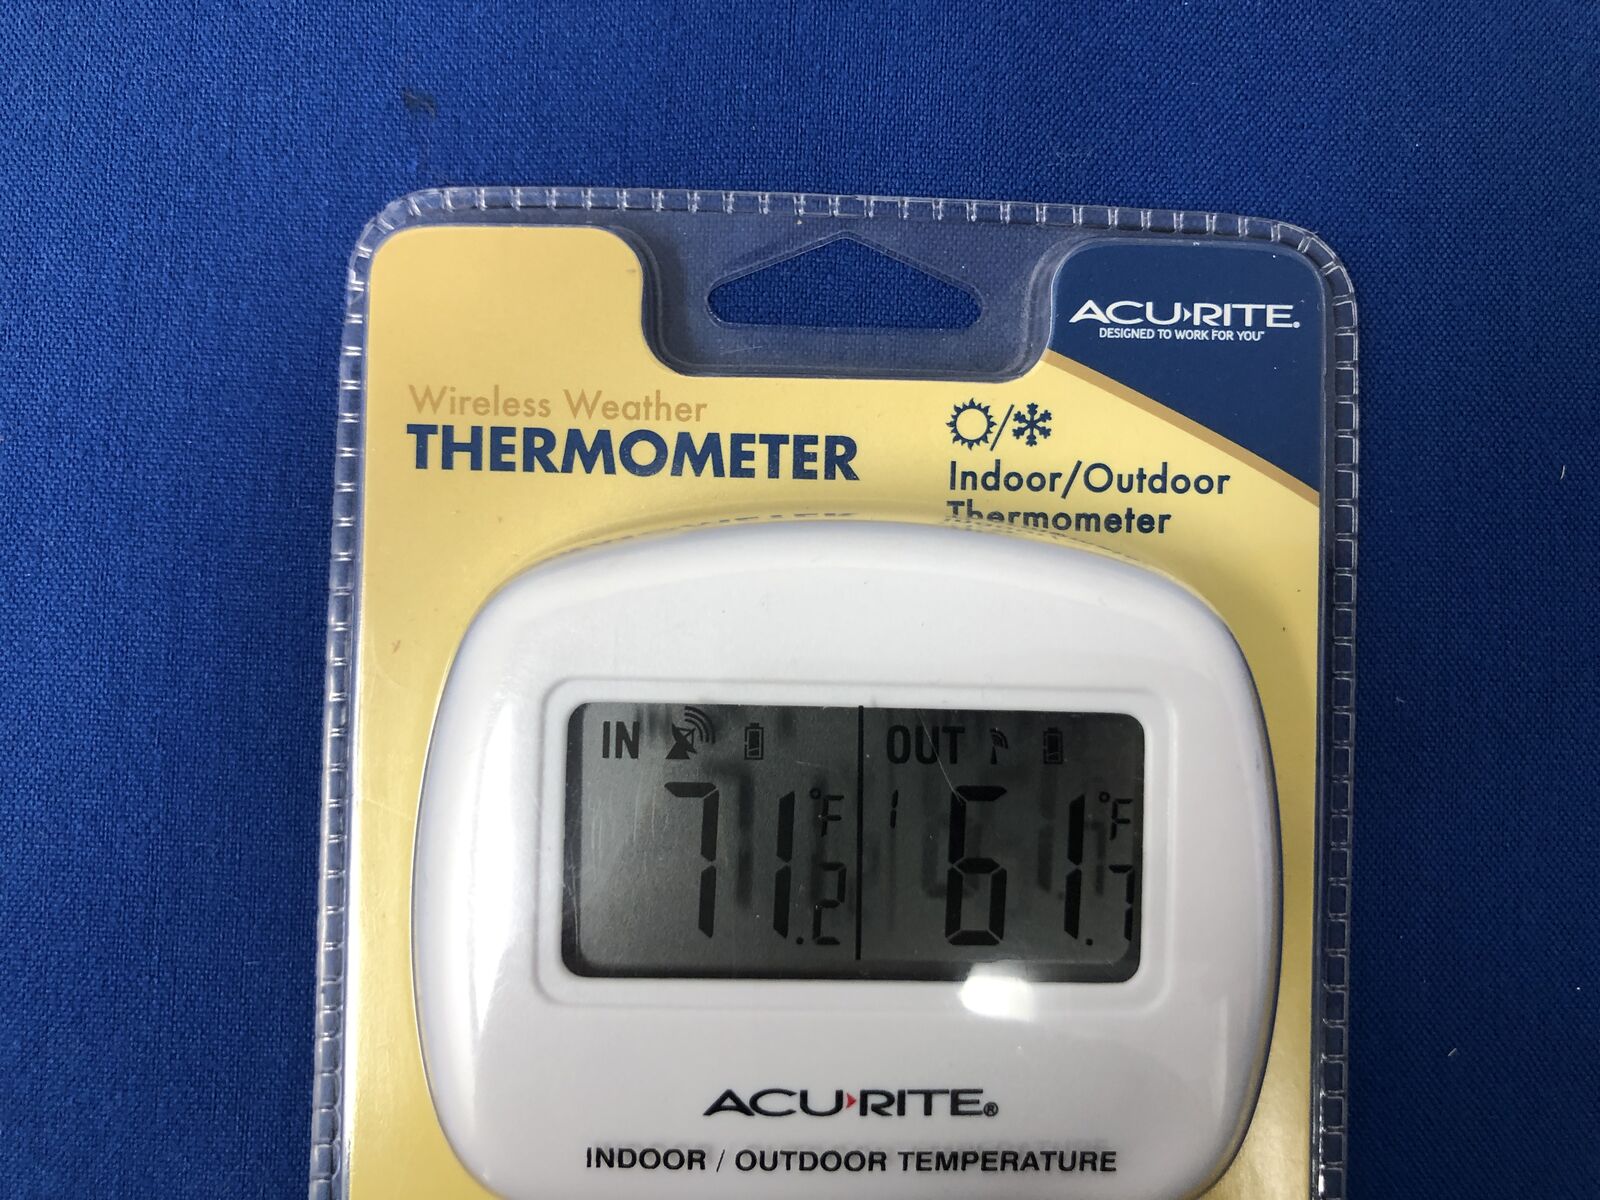 ACU›RITE®
DESIGNED TO WORK FOR YOU™
Wireless Weather
THERMOMETER
Indoor/Outdoor
Thermometer
IN OUT
71.2 °F 1 61.7 °F
ACU›RITE®
INDOOR / OUTDOOR TEMPERATURE